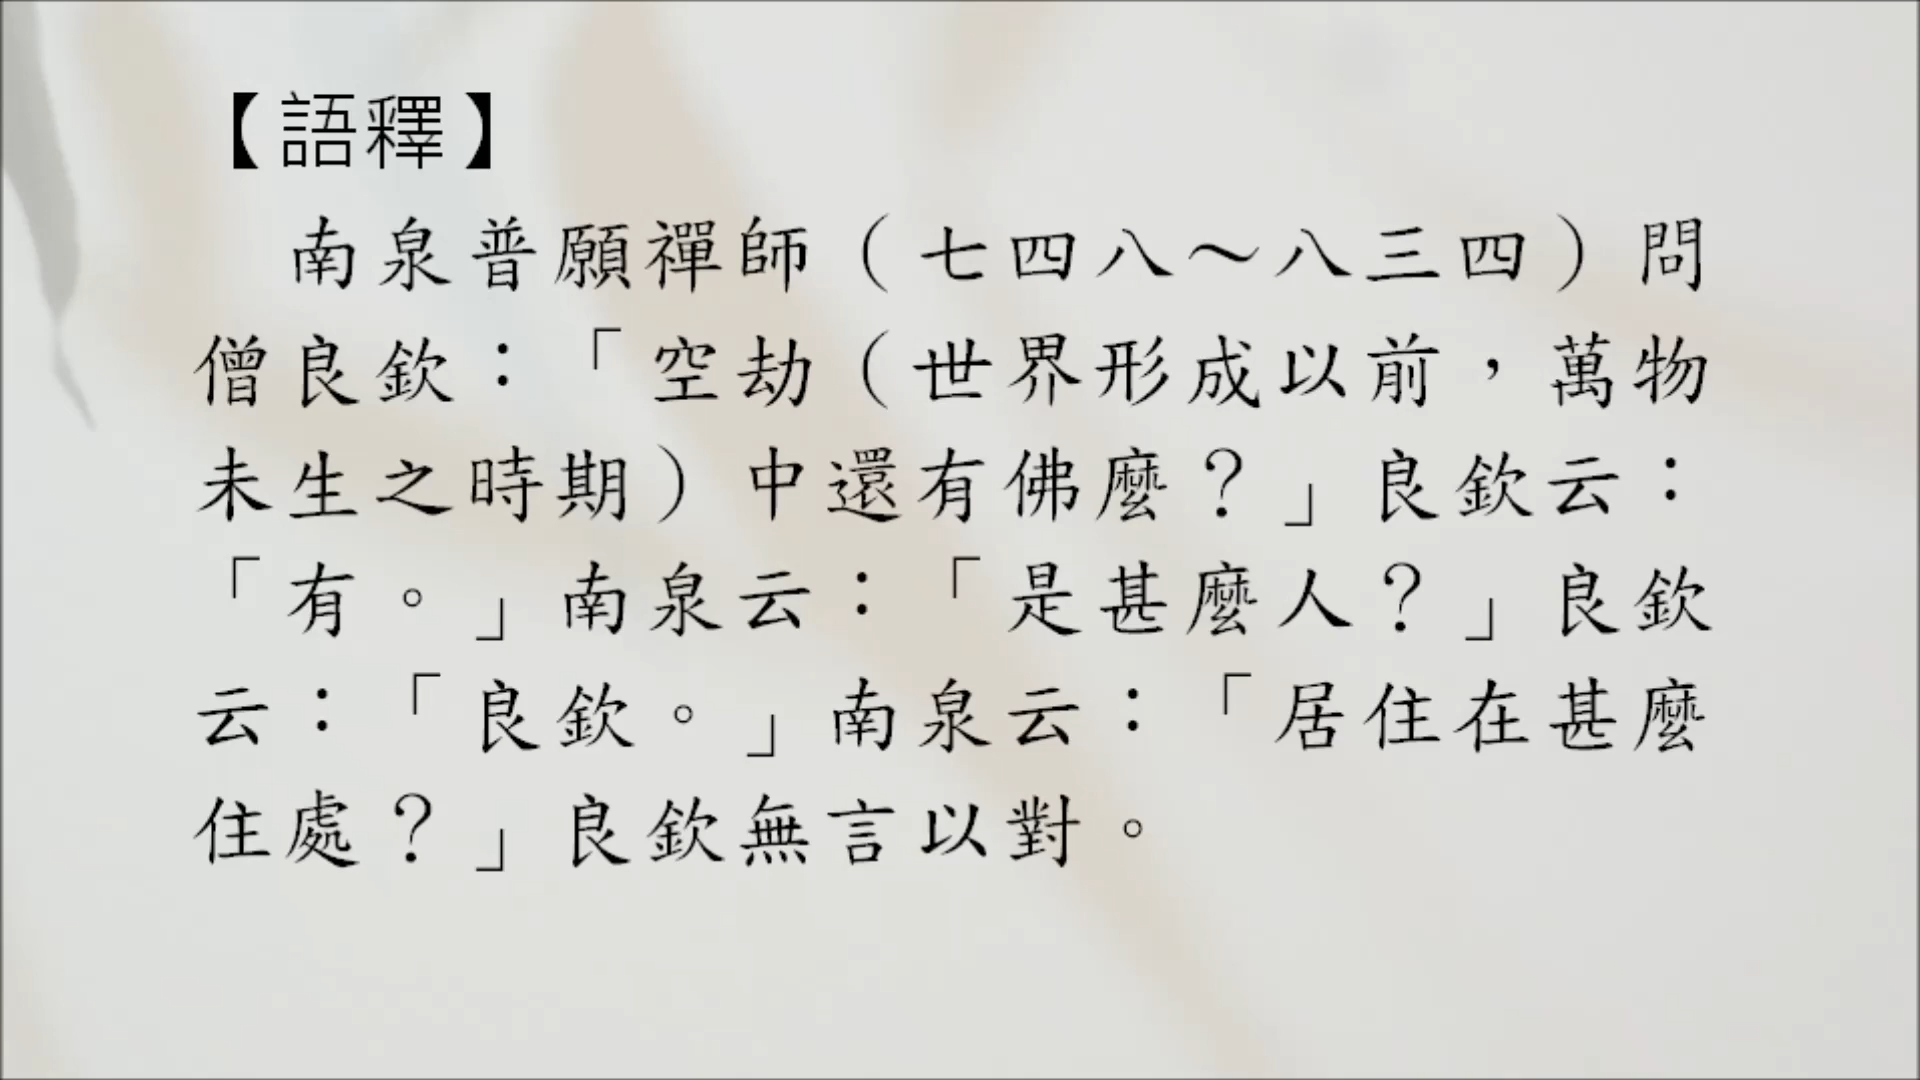 【語釋】
南泉普願禪師（七四八～八三四）問
僧良欽：「空劫（世界形成以前，萬物
未生之時期）中還有佛麼？」良欽云：
「有。」南泉云：「是甚麼人？」良欽
云：「良欽。」南泉云：「居住在甚麼
住處？」良欽無言以對。